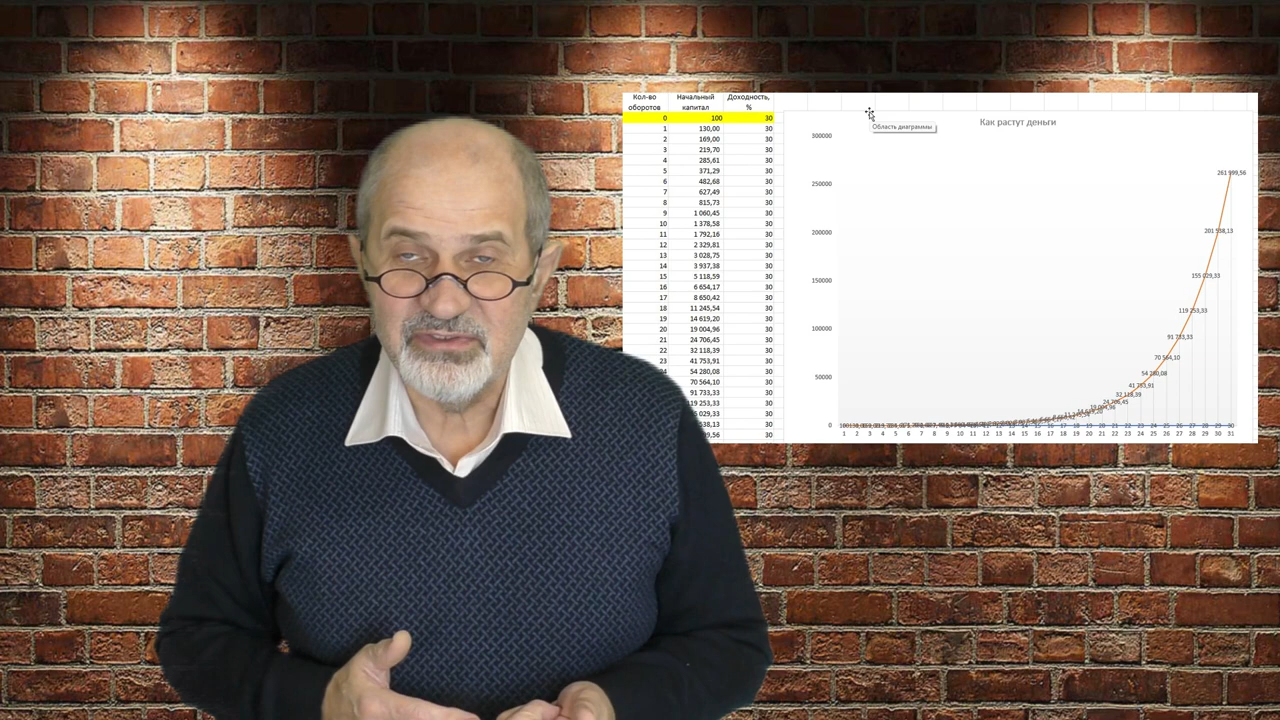 Кол-во оборотов Начальный капитал Доходность, %
0 100 30
1 130,00 30
2 169,00 30
3 219,70 30
4 285,61 30
5 371,29 30
6 482,68 30
7 627,49 30
8 815,73 30
9 1 060,45 30
10 1 378,58 30
11 1 792,16 30
12 2 329,81 30
13 3 028,75 30
14 3 937,38 30
15 5 118,59 30
16 6 654,17 30
17 8 650,42 30
18 11 245,54 30
19 14 619,20 30
20 19 004,96 30
21 24 706,45 30
22 32 118,39 30
23 41 753,91 30
54 280,08 30
70 564,10 30
91 733,33 30
30
30
30
30
Область диаграммы
Как растут деньги
300000
250000
200000
150000
100000
50000
0
261 999,56
201 538,13
155 029,33
119 253,33
91 733,33
70 564,10
54 280,08
41 753,91
32 118,39
24 706,45
19 004,96
14 619,20
1 2 3 4 5 6 7 8 9 10 11 12 13 14 15 16 17 18 19 20 21 22 23 24 25 26 27 28 29 30 31